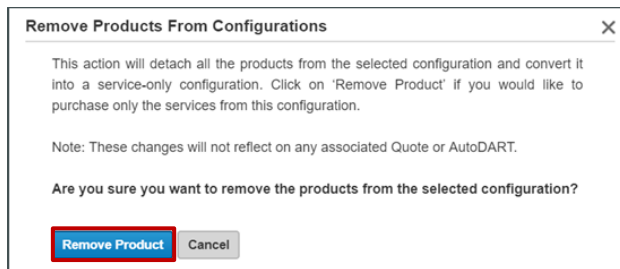 Remove Products From Configurations
This action will detach all the products from the selected configuration and convert it
into a service-only configuration. Click on ‘Remove Product’ if you would like to
purchase only the services from this configuration.
Note: These changes will not reflect on any associated Quote or AutoDART.
Are you sure you want to remove the products from the selected configuration?
Remove Product Cancel